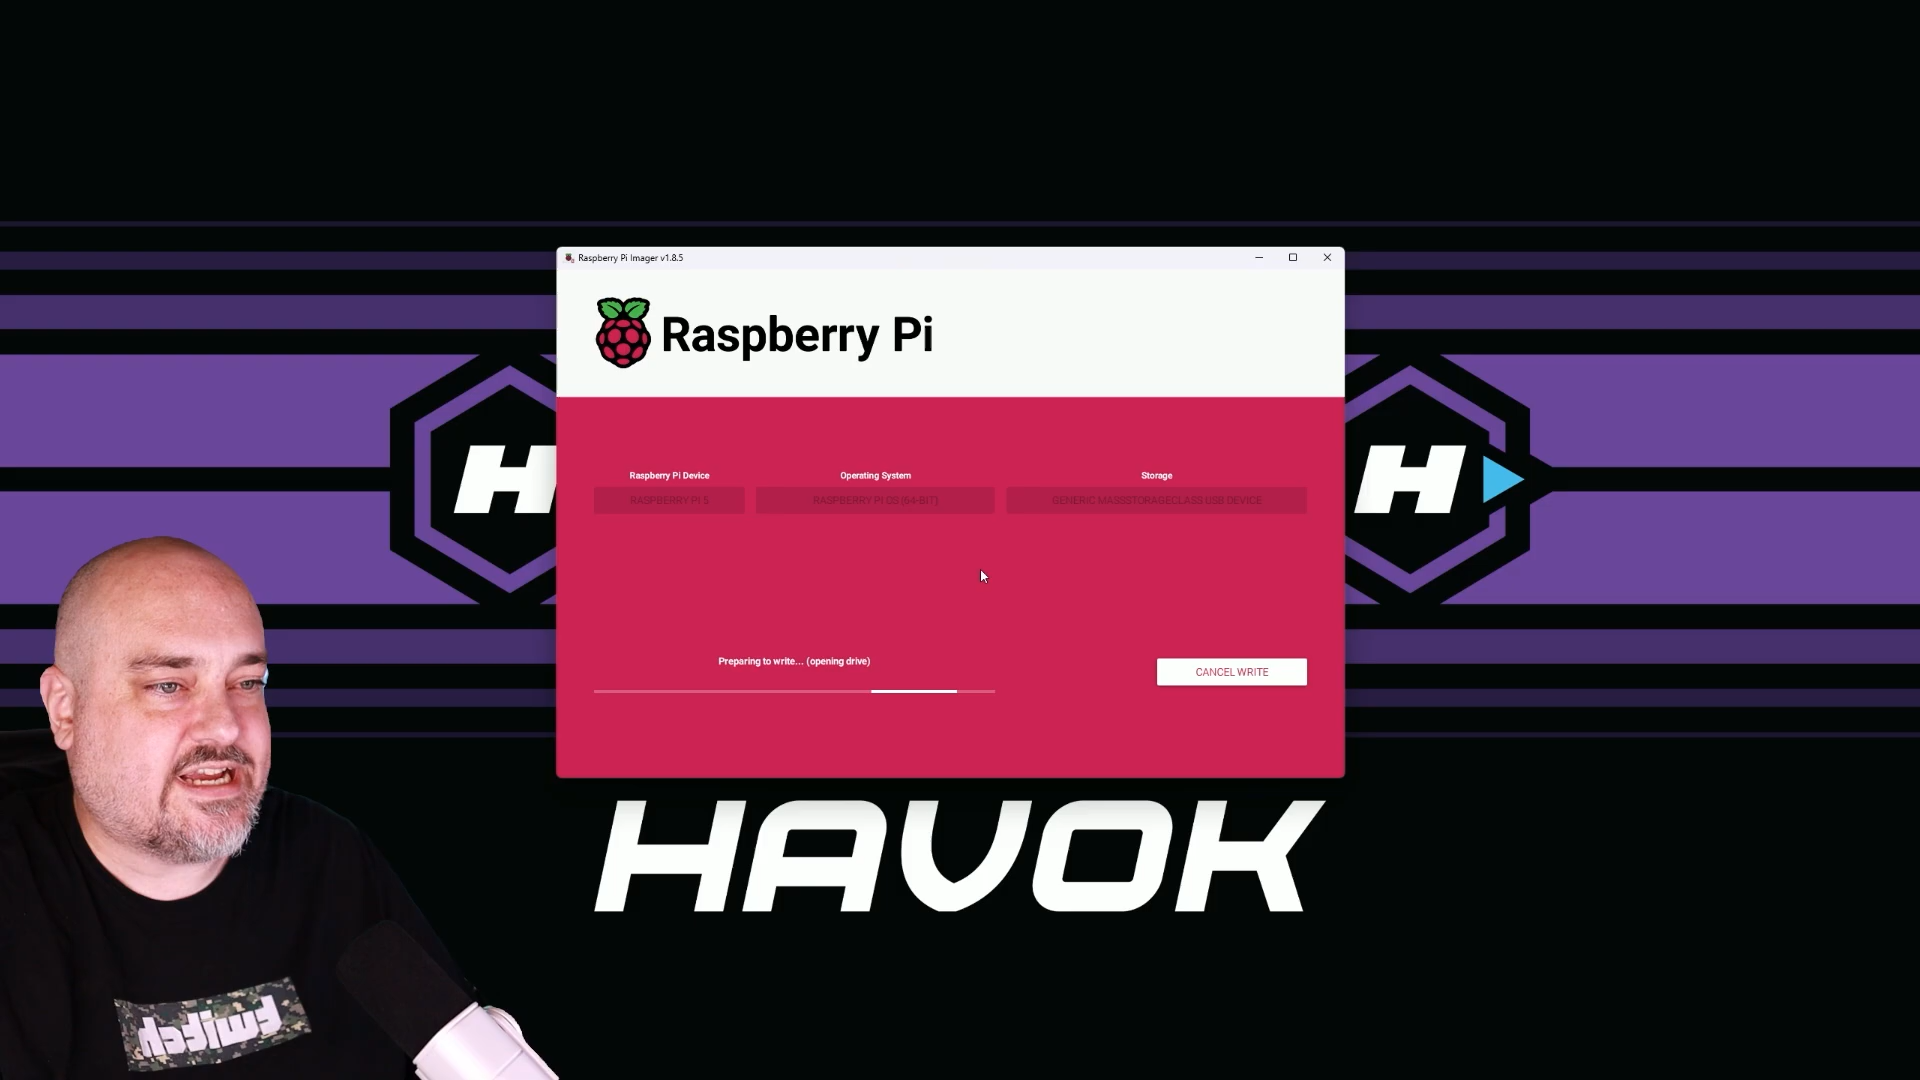 Raspberry Pi Imager v1.8.5
Raspberry Pi
Raspberry Pi Device
Operating System
Storage
RASPBERRY PI 5
RASPBERRY PI OS (64-BIT)
GENERIC MASSSTORAGECLASS USB DEVICE
Preparing to write... (opening drive)
CANCEL WRITE
H
H
HAVOK
twitch